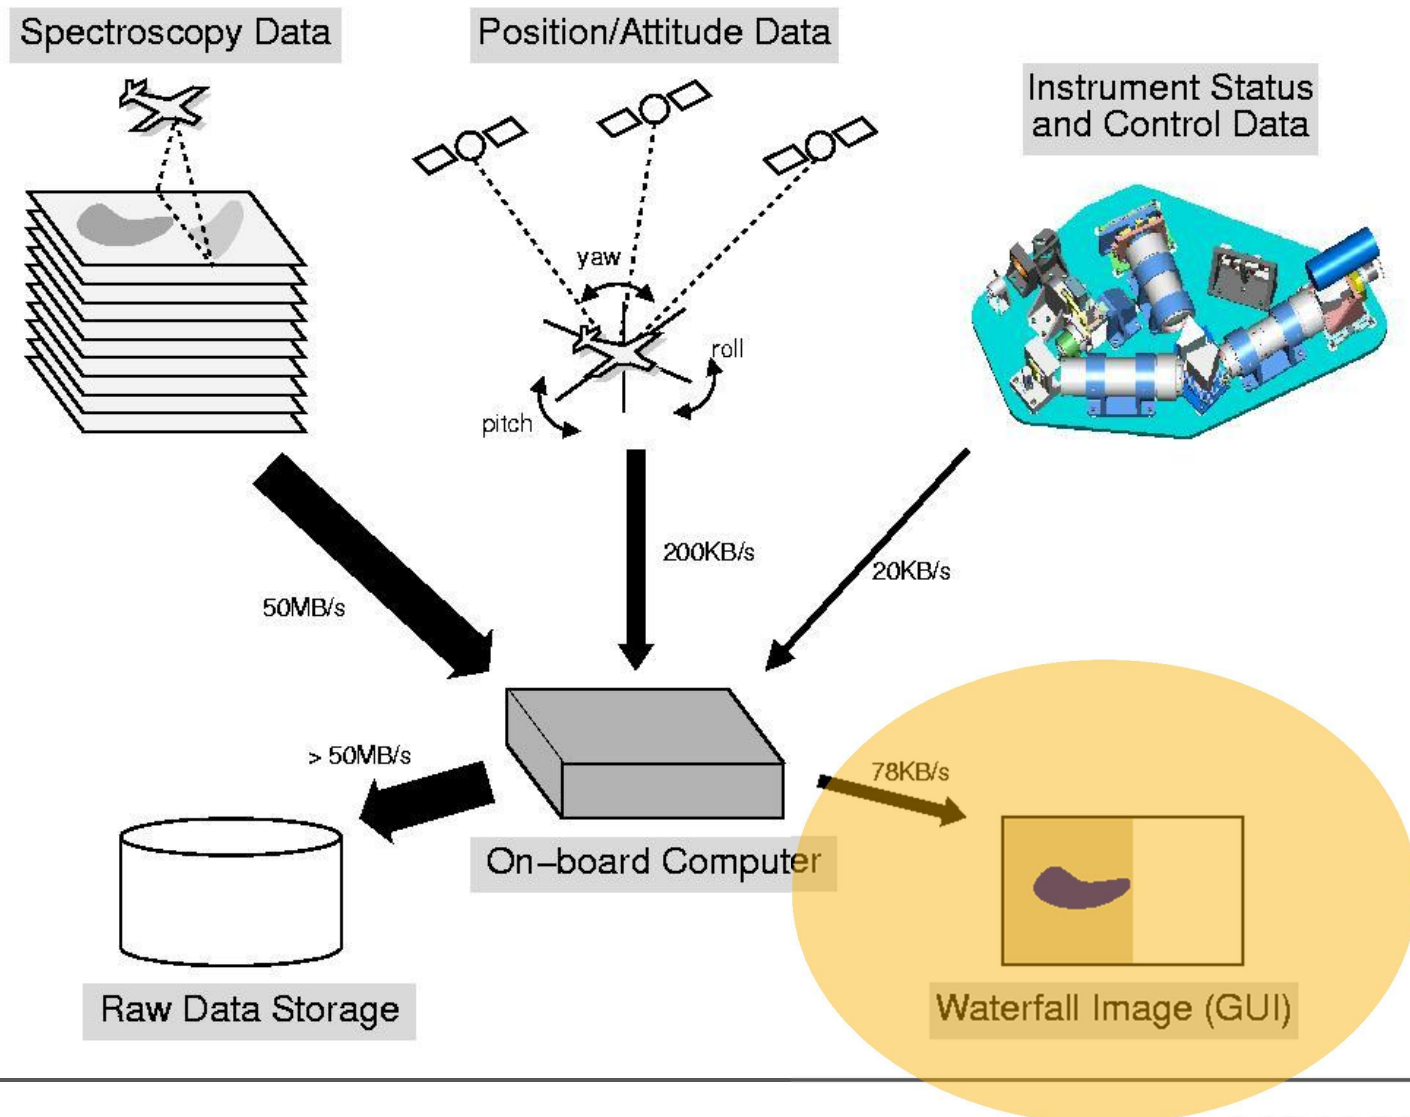 Spectroscopy Data
Position/Attitude Data
Instrument Status
and Control Data
yaw
roll
pitch
50MB/s
200KB/s
20KB/s
> 50MB/s
78KB/s
On-board Computer
Raw Data Storage
Waterfall Image (GUI)